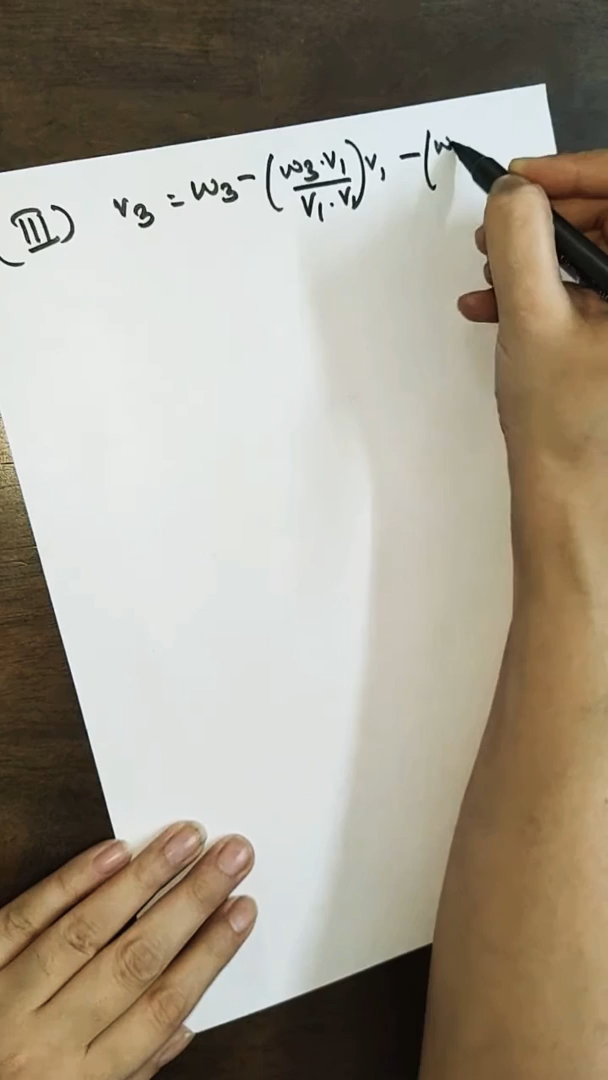 (III) v₃ = w₃ - (w₃·v₁ / v₁·v₁) v₁ - (w